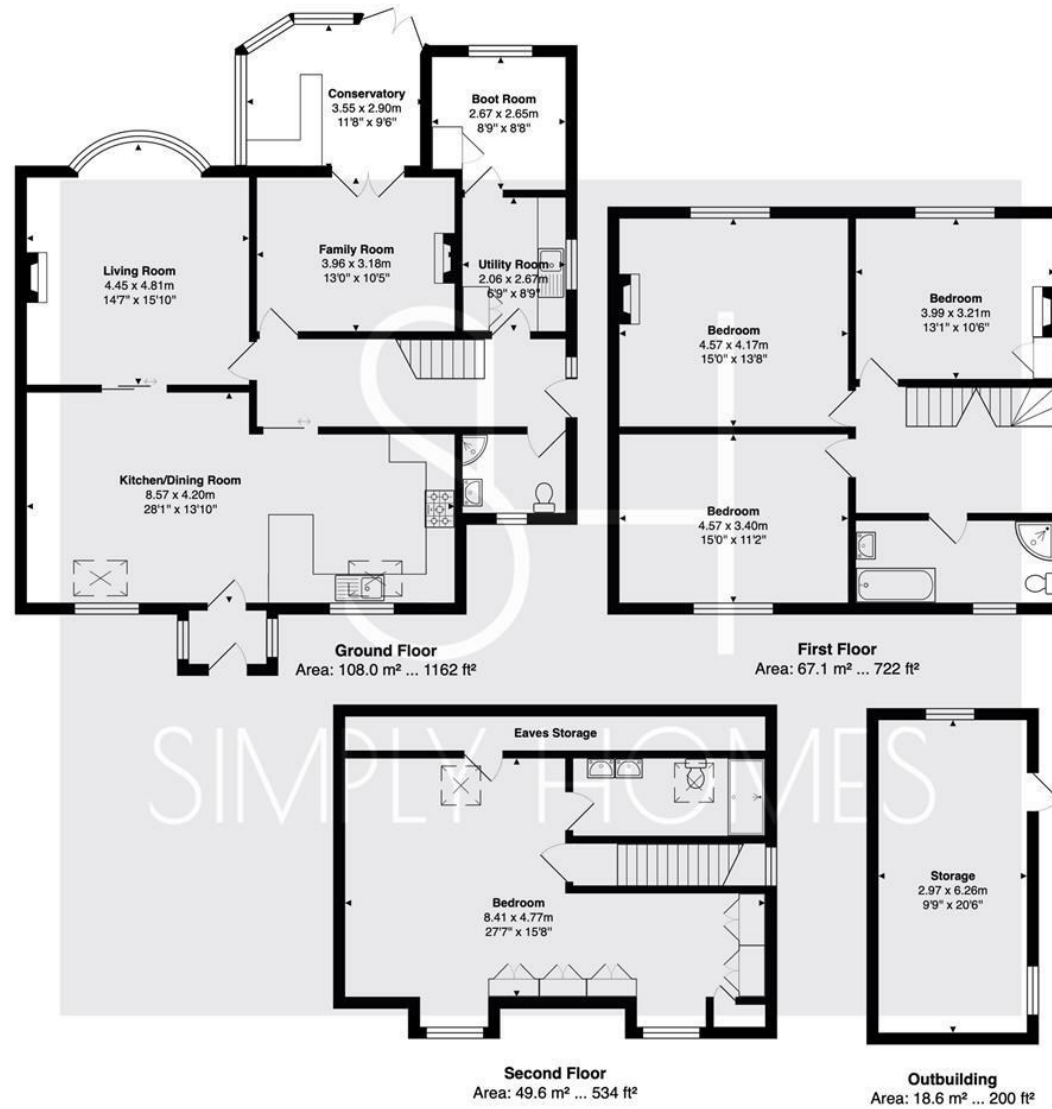 Conservatory
3.55 x 2.90m
11'8" x 9'6"
Boot Room
2.67 x 2.65m
8'9" x 8'8"
Living Room
4.45 x 4.81m
14'7" x 15'10"
Family Room
3.96 x 3.18m
13'0" x 10'5"
Utility Room
2.06 x 2.67m
6'9" x 8'9"
Kitchen/Dining Room
8.57 x 4.20m
28'1" x 13'10"
Ground Floor
Area: 108.0 m² ... 1162 ft²
Bedroom
4.57 x 4.17m
15'0" x 13'8"
Bedroom
3.99 x 3.21m
13'1" x 10'6"
Bedroom
4.57 x 3.40m
15'0" x 11'2"
First Floor
Area: 67.1 m² ... 722 ft²
SH
SIMPLY HOMES
Eaves Storage
Bedroom
8.41 x 4.77m
27'7" x 15'8"
Second Floor
Area: 49.6 m² ... 534 ft²
Storage
2.97 x 6.26m
9'9" x 20'6"
Outbuilding
Area: 18.6 m² ... 200 ft²